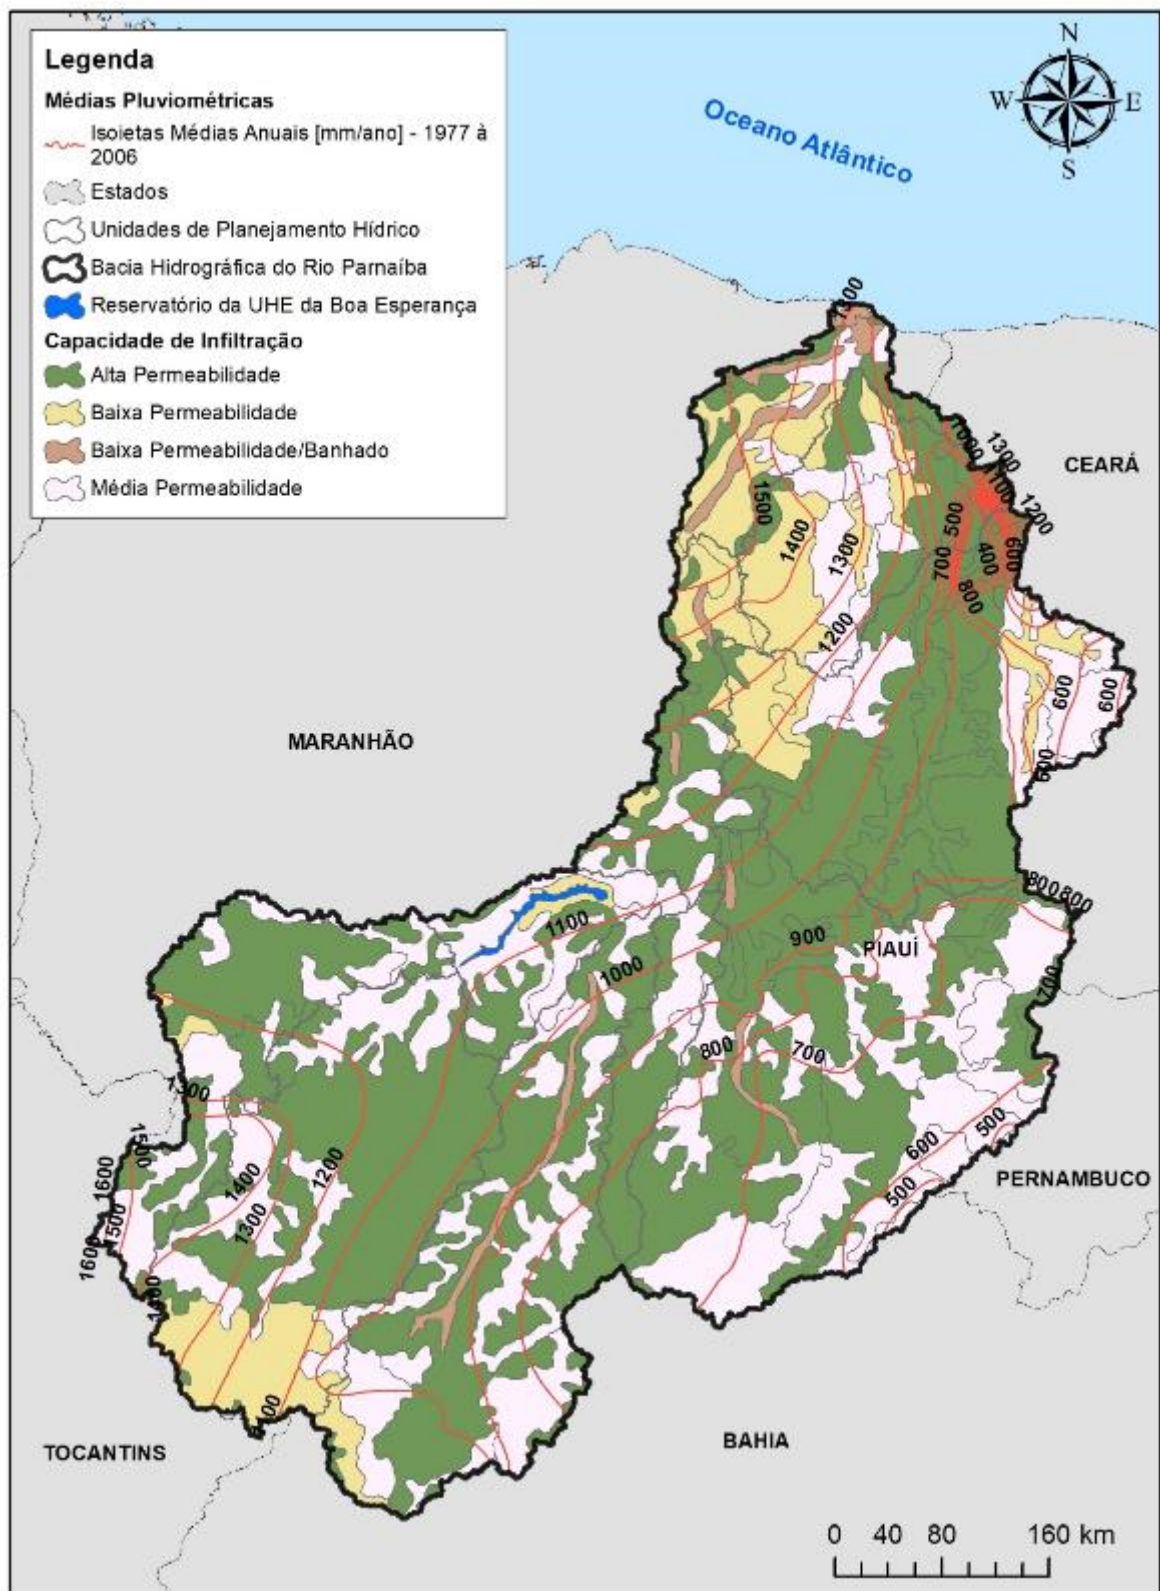 N
W
E
S
Legenda
Médias Pluviométricas
Isoietas Médias Anuais [mm/ano] - 1977 à
2006
Estados
Unidades de Planejamento Hídrico
Bacia Hidrográfica do Rio Parnaíba
Reservatório da UHE da Boa Esperança
Capacidade de Infiltração
Alta Permeabilidade
Baixa Permeabilidade
Baixa Permeabilidade/Banhado
Média Permeabilidade
Oceano Atlântico
1000
1300
1100
1200
CEARÁ
1500
1400
1300
500
700
400
600
800
1200
600
600
600
MARANHÃO
800
800
1100
900
PIAUÍ
1000
700
800
700
1300
1500
1600
1400
1200
1500
1300
1600
600
500
500
PERNAMBUCO
TOCANTINS
BAHIA
0 40 80 160 km